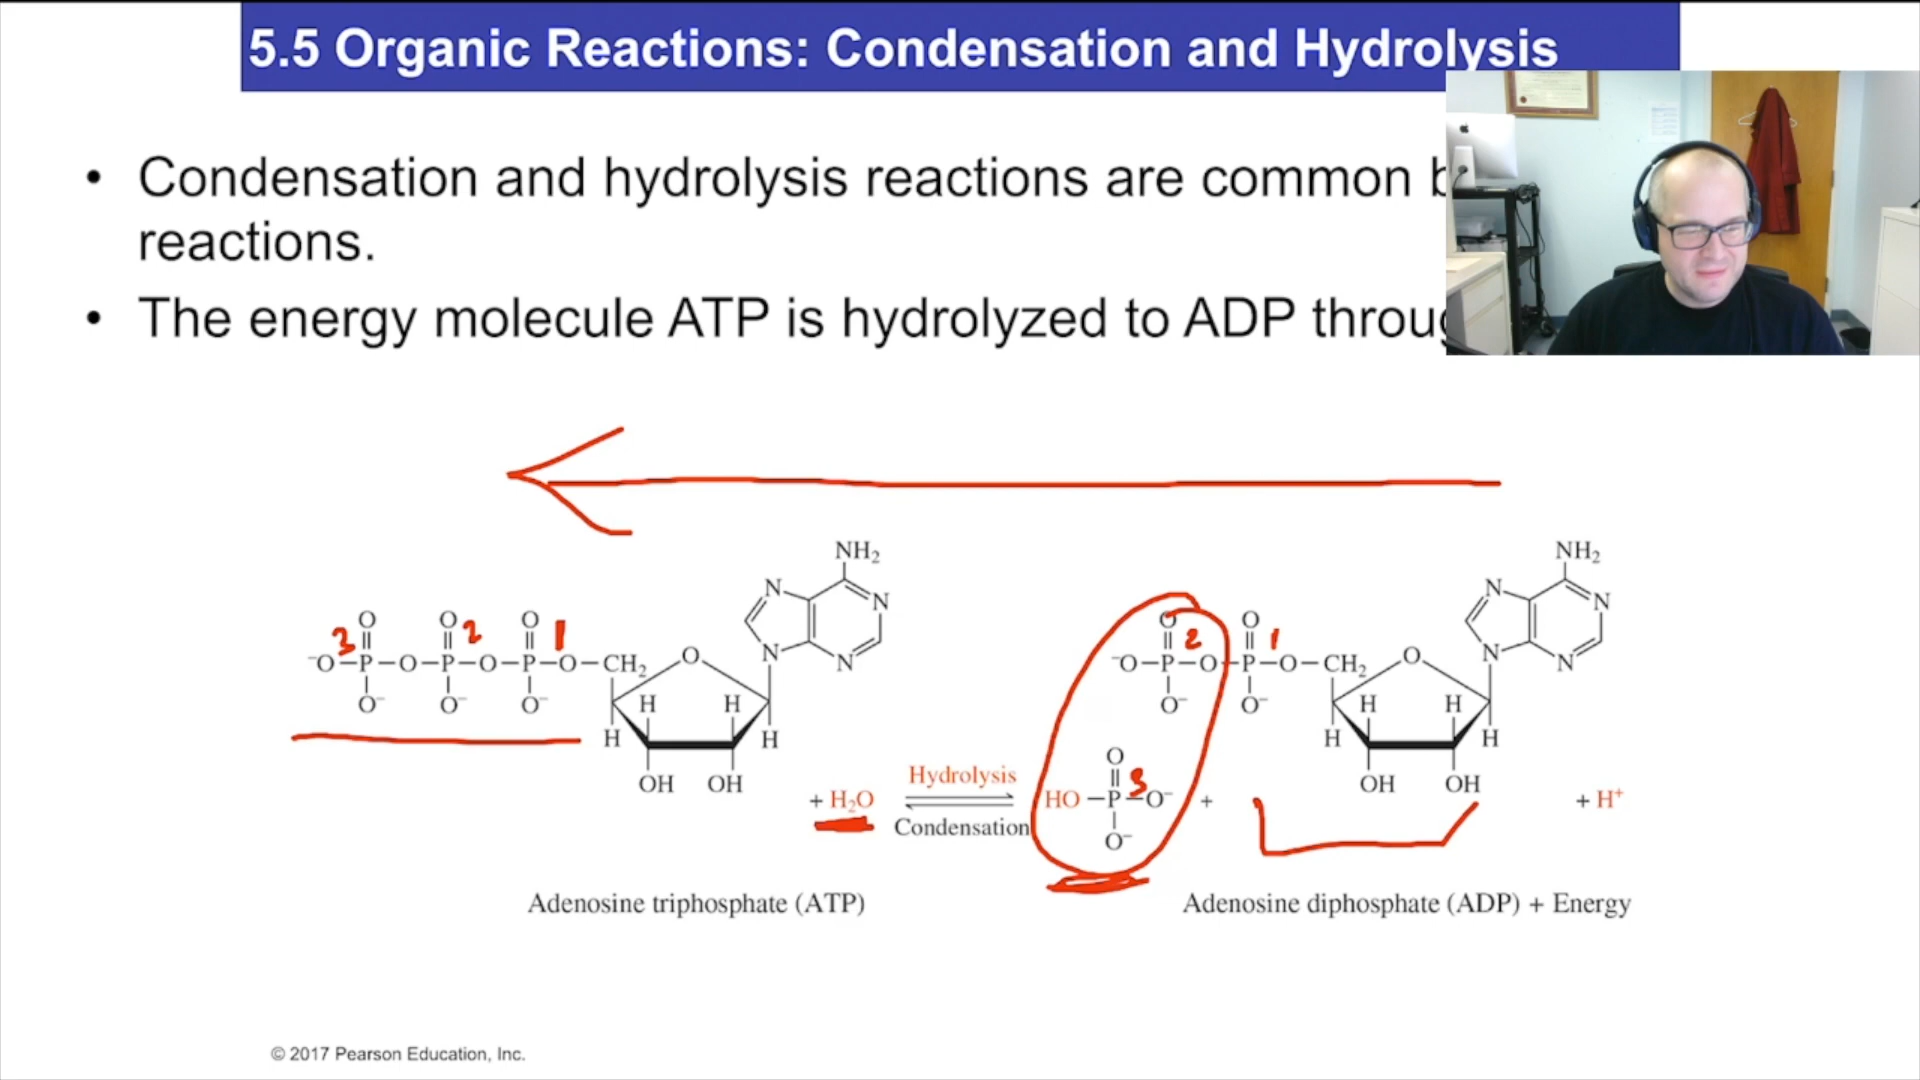 5.5 Organic Reactions: Condensation and Hydrolysis
• Condensation and hydrolysis reactions are common
reactions.
• The energy molecule ATP is hydrolyzed to ADP
NH₂ NH₂
N N N N
O O O O O
3 2 1 2 1
⁻O–P–O–P–O–P–O–CH₂ O N N ⁻O–P–O–P–O–CH₂ O N N
O⁻ O⁻ O⁻ H H O⁻ O⁻ H H
H H H H
O
OH OH 3 OH OH
Hydrolysis
+ H₂O HO–P–O⁻ + + H⁺
Condensation
O⁻
Adenosine triphosphate (ATP) Adenosine diphosphate (ADP) + Energy
© 2017 Pearson Education, Inc.